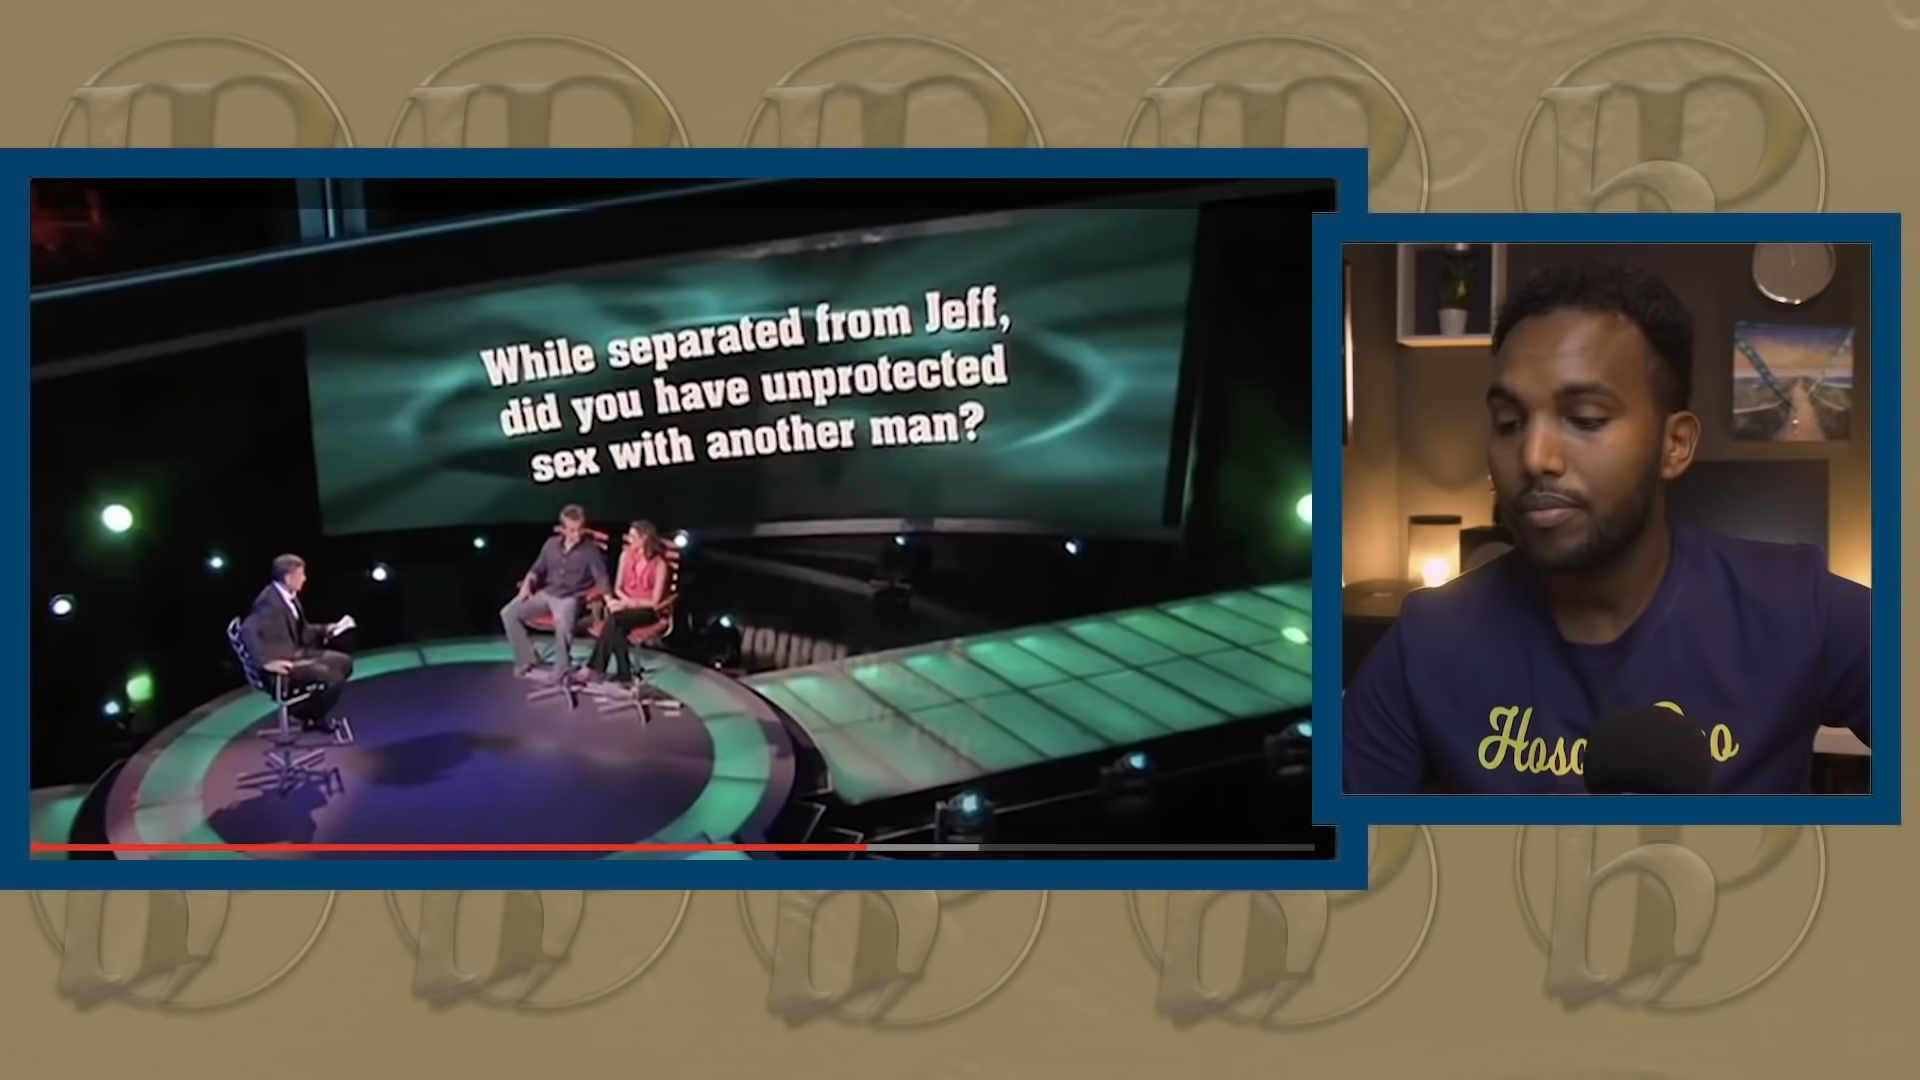 While separated from Jeff,
did you have unprotected
sex with another man?